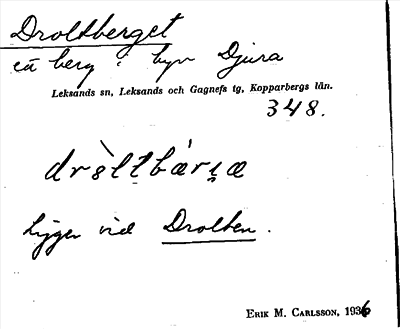 Droltberget
ett berg i byn Djura
Leksands sn, Leksands och Gagnefs tg, Kopparbergs län.
348.
Ligger vid Drolten.
ERIK M. CARLSSON, 1936